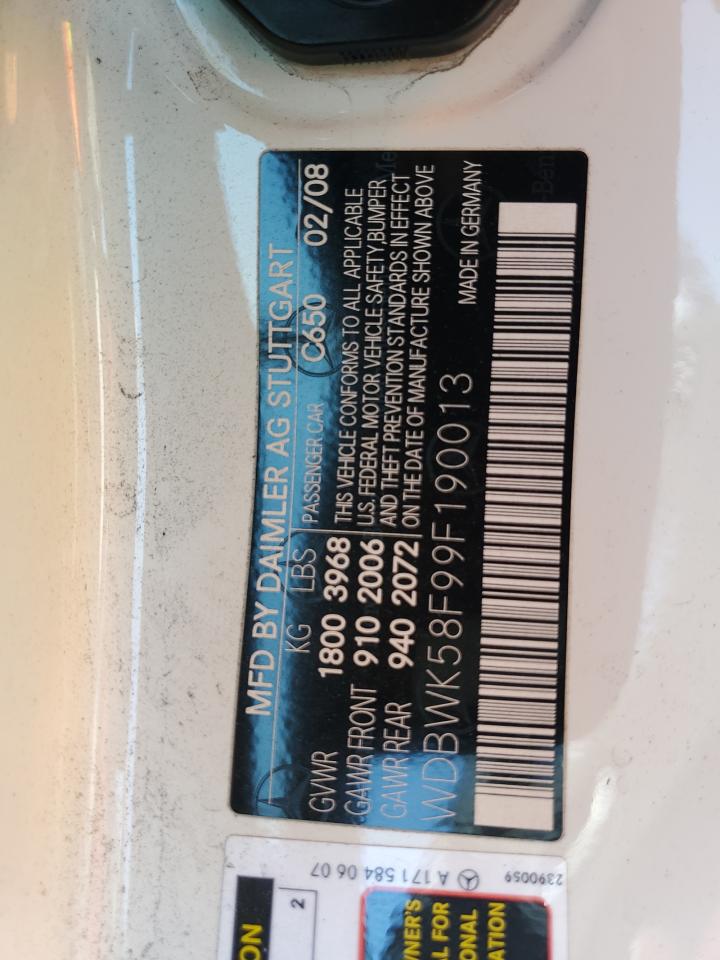 MFD BY DAIMLER AG STUTTGART
KG LBS PASSENGER CAR C650 02/08
GVWR 1800 3968
GAWR FRONT 910 2006
GAWR REAR 940 2072
THIS VEHICLE CONFORMS TO ALL APPLICABLE
U.S. FEDERAL MOTOR VEHICLE SAFETY,BUMPER
AND THEFT PREVENTION STANDARDS IN EFFECT
ON THE DATE OF MANUFACTURE SHOWN ABOVE
WDBWK58F99F190013
MADE IN GERMANY
A 171 584 06 07
2390059
2
FOR